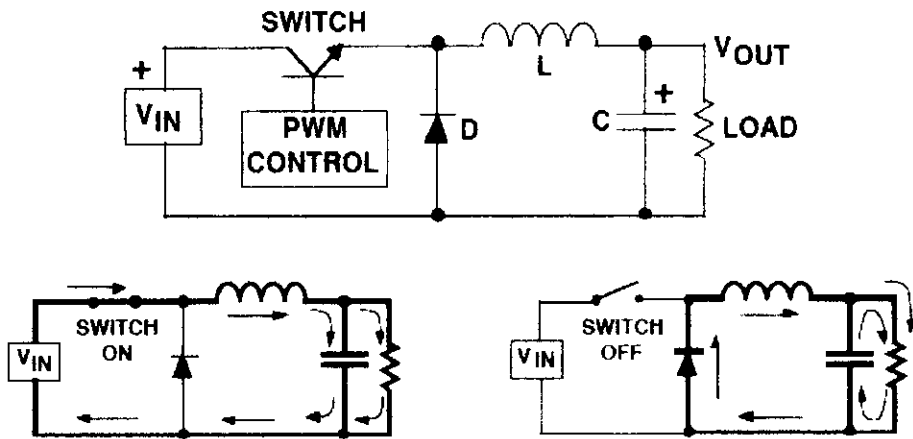 SWITCH
+
VIN
PWM
CONTROL
D
L
C
+
VOUT
LOAD
SWITCH
ON
VIN
SWITCH
OFF
VIN